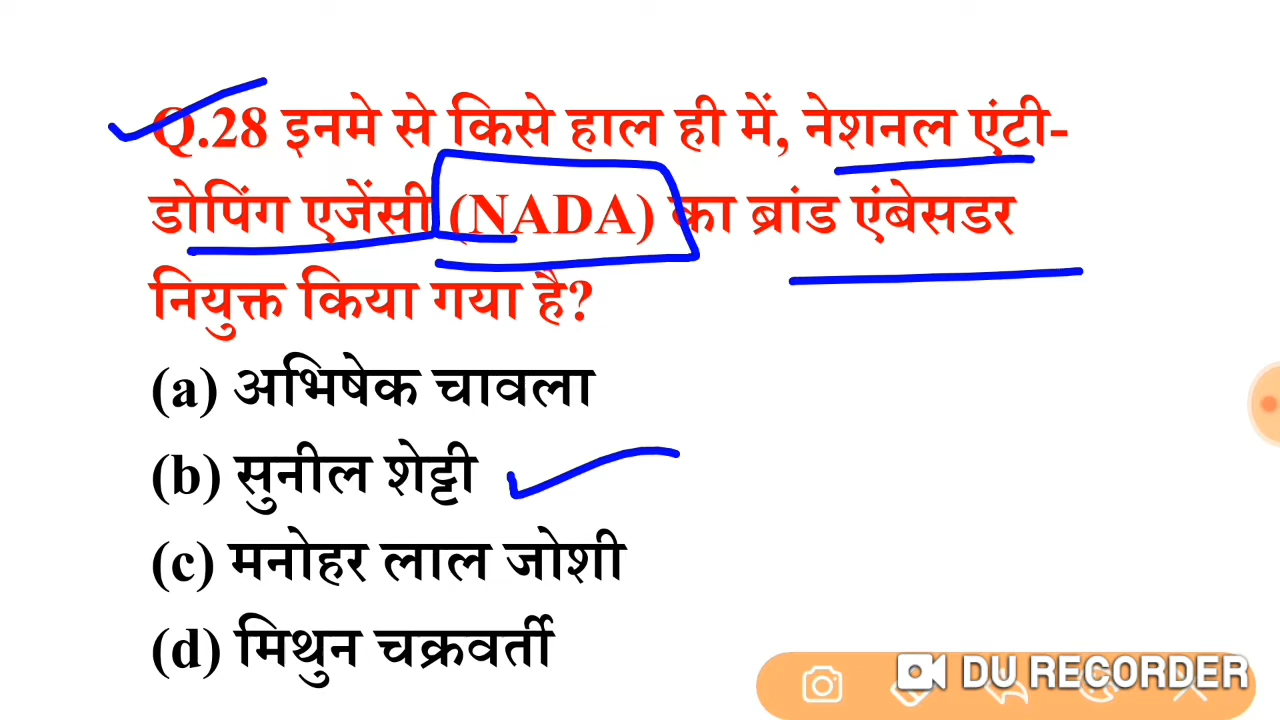 Q.28 इनमे से किसे हाल ही में, नेशनल एंटी-
डोपिंग एजेंसी (NADA) का ब्रांड एंबेसडर
नियुक्त किया गया है?
(a) अभिषेक चावला
(b) सुनील शेट्टी
(c) मनोहर लाल जोशी
(d) मिथुन चक्रवर्ती
DU RECORDER